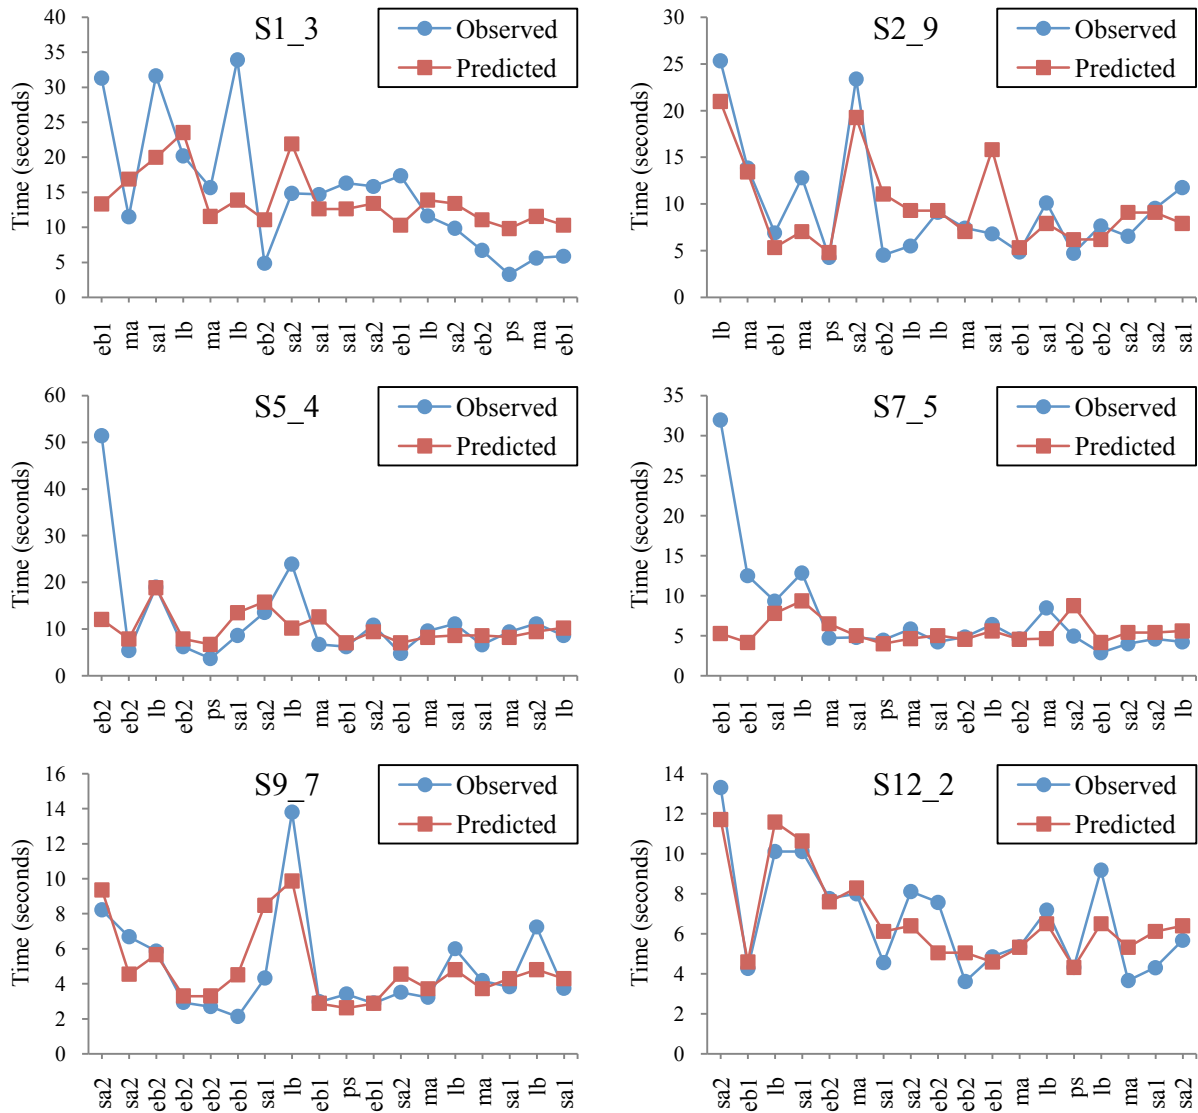 S1_3
Observed
Predicted
Time (seconds)
40
35
30
25
20
15
10
5
0
eb1 ma sa1 lb ma lb eb2 sa2 sa1 sa1 sa2 eb1 lb sa2 eb2 ps ma eb1
S2_9
Observed
Predicted
Time (seconds)
30
25
20
15
10
5
0
lb ma eb1 ma ps sa2 eb2 lb lb ma sa1 eb1 sa1 eb2 eb2 sa2 sa2 sa1
S5_4
Observed
Predicted
Time (seconds)
60
50
40
30
20
10
0
eb2 eb2 lb eb2 ps sa1 sa2 lb ma eb1 sa2 eb1 ma sa1 sa1 ma sa2 lb
S7_5
Observed
Predicted
Time (seconds)
35
30
25
20
15
10
5
0
eb1 eb1 sa1 lb ma sa1 ps ma sa1 eb2 lb eb2 ma sa2 eb1 sa2 sa2 lb
S9_7
Observed
Predicted
Time (seconds)
16
14
12
10
8
6
4
2
0
sa2 sa2 eb2 eb2 eb2 eb1 sa1 lb eb1 ps eb1 sa2 ma lb ma sa1 lb sa1
S12_2
Observed
Predicted
Time (seconds)
14
12
10
8
6
4
2
0
sa2 eb1 lb sa1 eb2 ma sa1 sa2 eb2 eb2 eb1 ma lb ps lb ma sa1 sa2